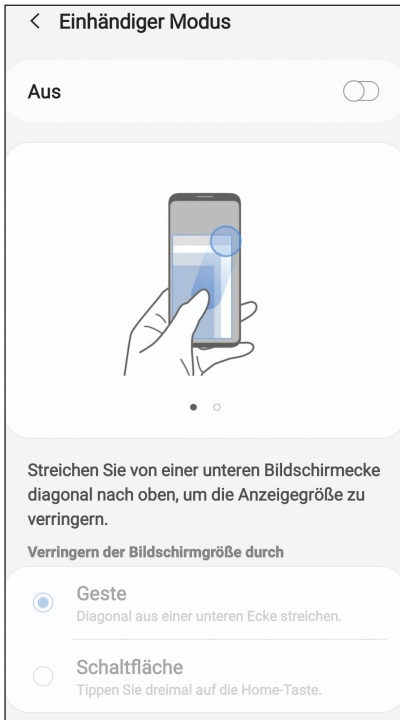 Einhändiger Modus
Aus
Streichen Sie von einer unteren Bildschirmecke
diagonal nach oben, um die Anzeigegröße zu
verringern.
Verringern der Bildschirmgröße durch
Geste
Diagonal aus einer unteren Ecke streichen.
Schaltfläche
Tippen Sie dreimal auf die Home-Taste.